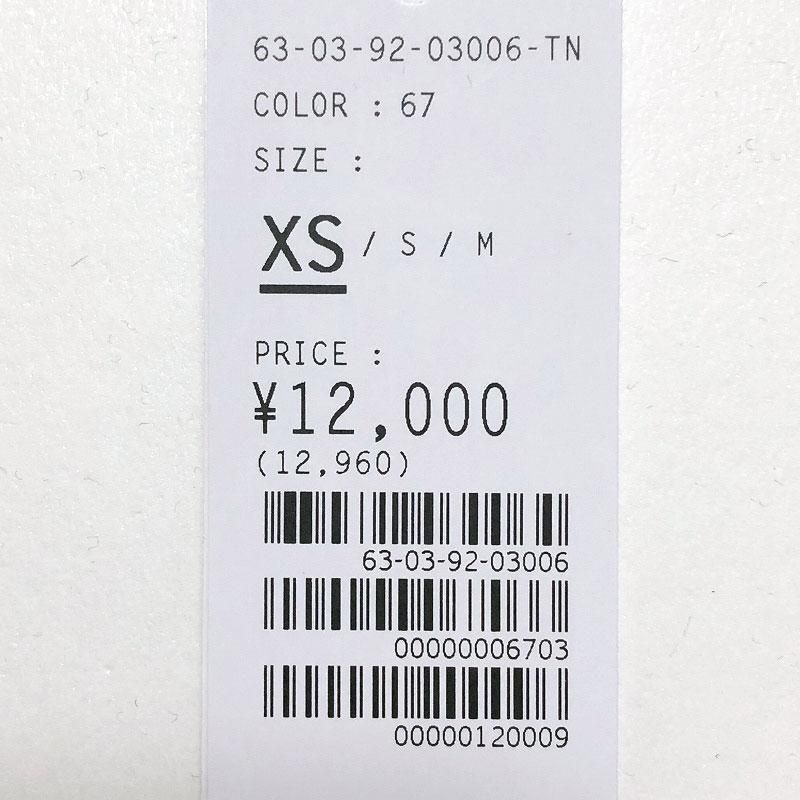 63-03-92-03006-TN
COLOR : 67
SIZE :
XS / S / M
PRICE :
¥12,000
(12,960)
63-03-92-03006
00000006703
00000120009